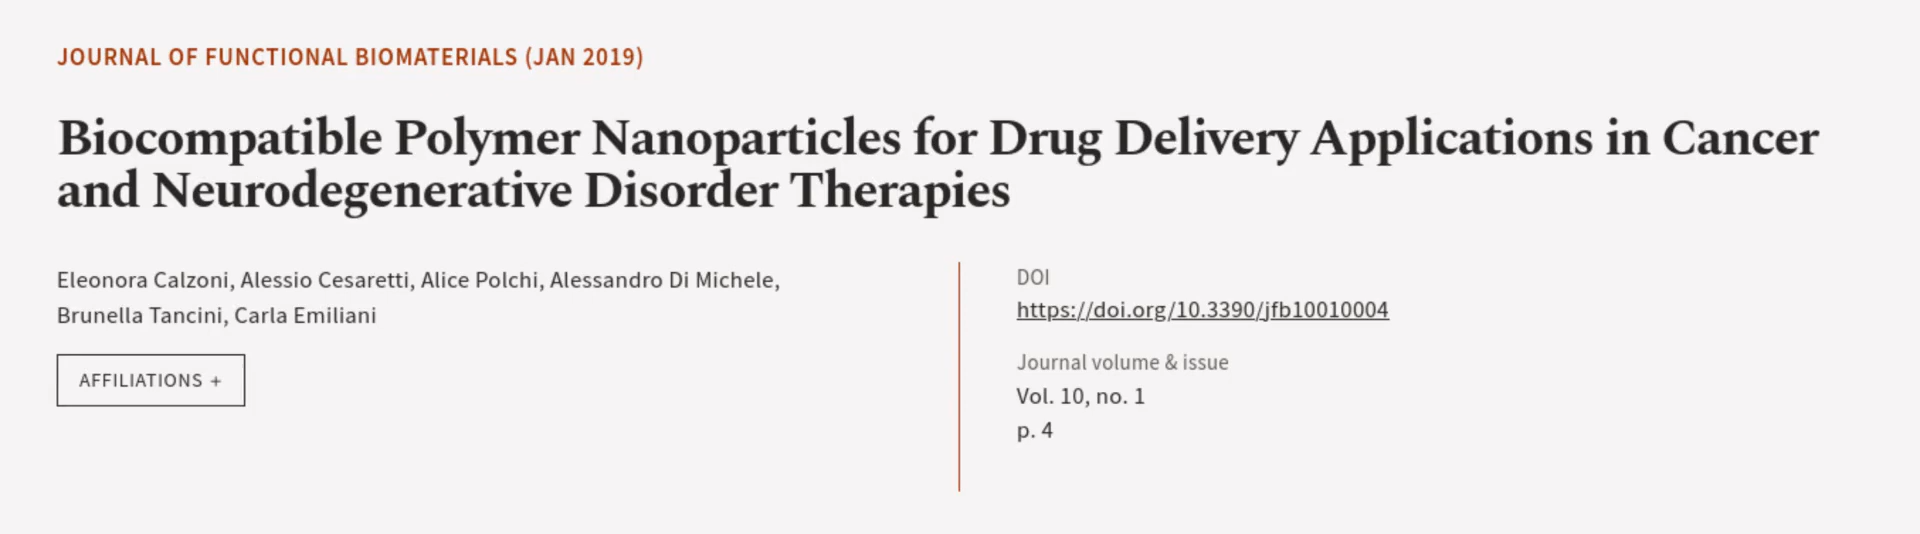 JOURNAL OF FUNCTIONAL BIOMATERIALS (JAN 2019)
Biocompatible Polymer Nanoparticles for Drug Delivery Applications in Cancer
and Neurodegenerative Disorder Therapies
Eleonora Calzoni, Alessio Cesaretti, Alice Polchi, Alessandro Di Michele,
Brunella Tancini, Carla Emiliani
AFFILIATIONS +
DOI
https://doi.org/10.3390/jfb10010004
Journal volume & issue
Vol. 10, no. 1
p. 4